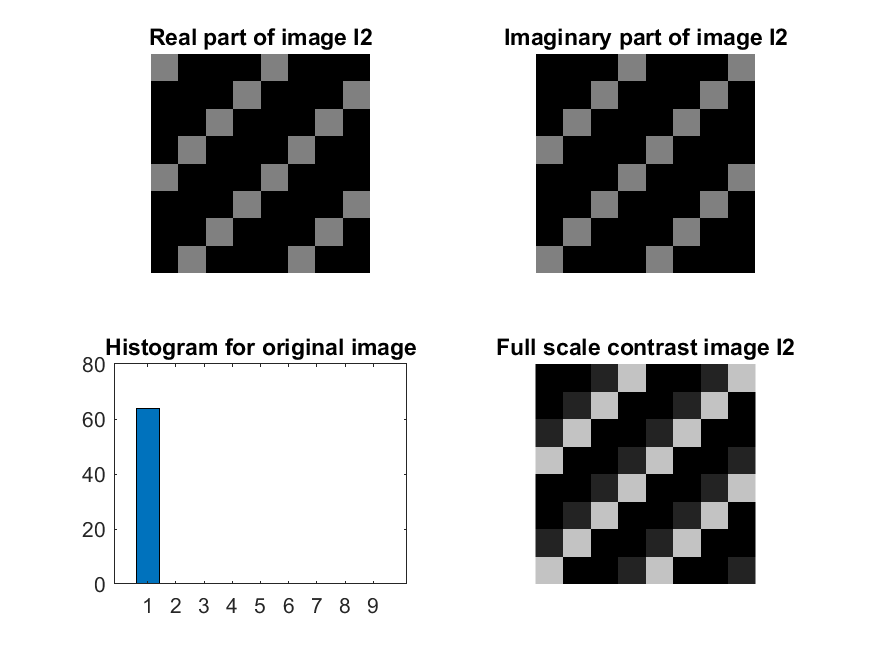 Real part of image I2
Imaginary part of image I2
Histogram for original image
80
60
40
20
0
1 2 3 4 5 6 7 8 9
Full scale contrast image I2